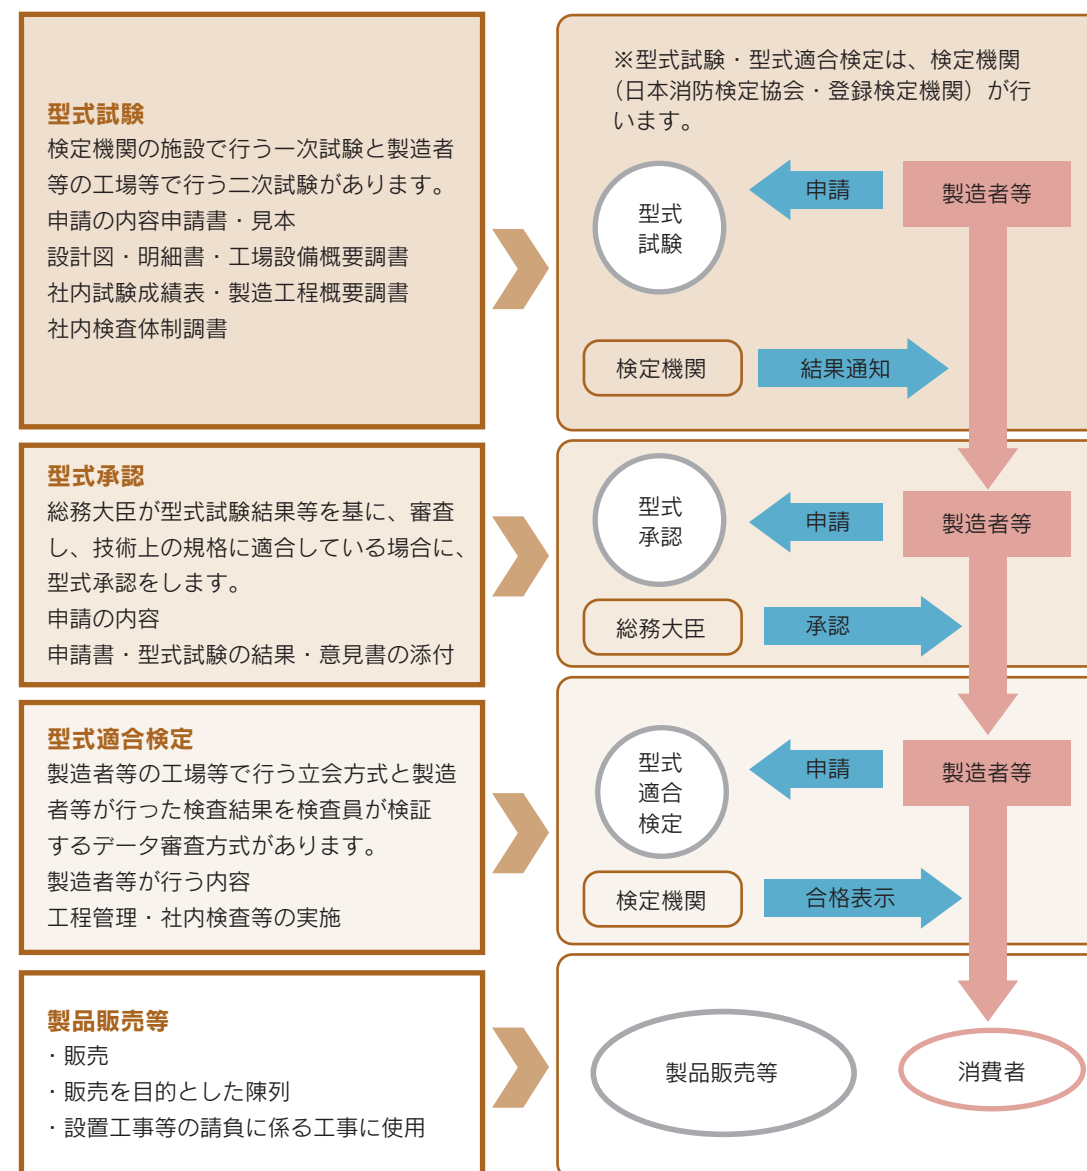 型式試験
検定機関の施設で行う一次試験と製造者
等の工場等で行う二次試験があります。
申請の内容申請書・見本
設計図・明細書・工場設備概要調書
社内試験成績表・製造工程概要調書
社内検査体制調書
※型式試験・型式適合検定は、検定機関
（日本消防検定協会・登録検定機関）が行
います。
型式
試験
申請
製造者等
検定機関
結果通知
型式承認
総務大臣が型式試験結果等を基に、審査
し、技術上の規格に適合している場合に、
型式承認をします。
申請の内容
申請書・型式試験の結果・意見書の添付
型式
承認
申請
製造者等
総務大臣
承認
型式適合検定
製造者等の工場等で行う立会方式と製造
者等が行った検査結果を検査員が検証
するデータ審査方式があります。
製造者等が行う内容
工程管理・社内検査等の実施
型式
適合
検定
申請
製造者等
検定機関
合格表示
製品販売等
・販売
・販売を目的とした陳列
・設置工事等の請負に係る工事に使用
製品販売等
消費者